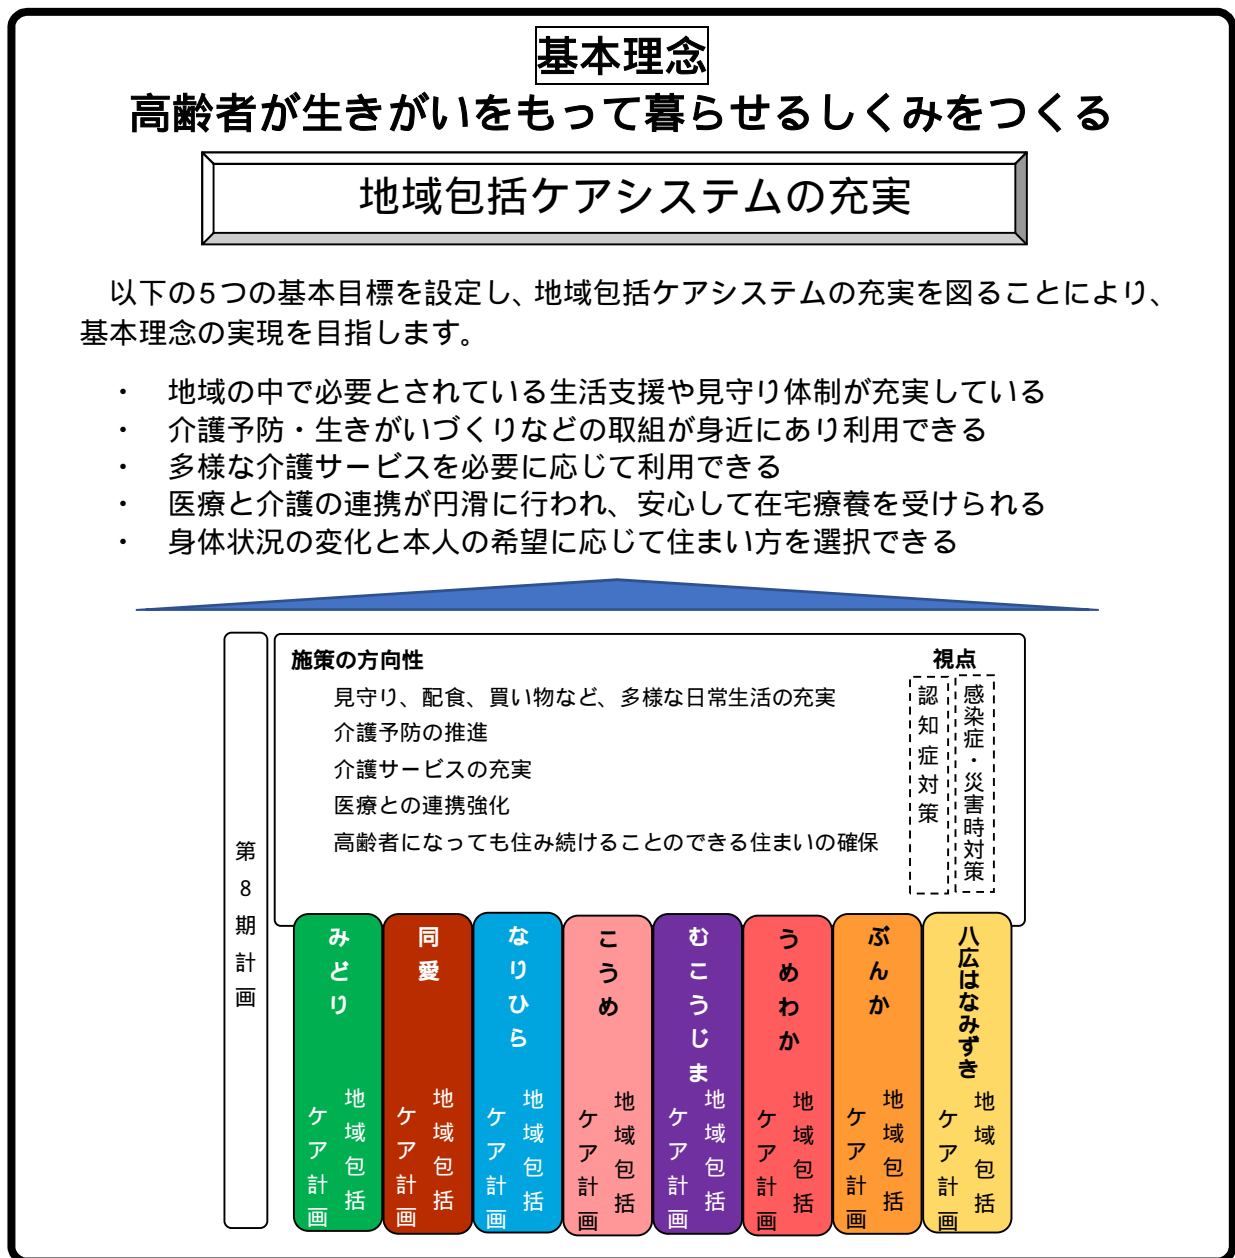 基本理念
高齢者が生きがいをもって暮らせるしくみをつくる
地域包括ケアシステムの充実
以下の5つの基本目標を設定し、地域包括ケアシステムの充実を図ることにより、
基本理念の実現を目指します。
・ 地域の中で必要とされている生活支援や見守り体制が充実している
・ 介護予防・生きがいづくりなどの取組が身近にあり利用できる
・ 多様な介護サービスを必要に応じて利用できる
・ 医療と介護の連携が円滑に行われ、安心して在宅療養を受けられる
・ 身体状況の変化と本人の希望に応じて住まい方を選択できる
第8期計画
施策の方向性
見守り、配食、買い物など、多様な日常生活の充実
介護予防の推進
介護サービスの充実
医療との連携強化
高齢者になっても住み続けることのできる住まいの確保
視点
感染症・災害時対策
認知症対策
みどり
地域包括
ケア計画
同愛
地域包括
ケア計画
なりひら
地域包括
ケア計画
こうめ
地域包括
ケア計画
むこうじま
地域包括
ケア計画
うめわか
地域包括
ケア計画
ぶんか
地域包括
ケア計画
八広はなみずき
地域包括
ケア計画